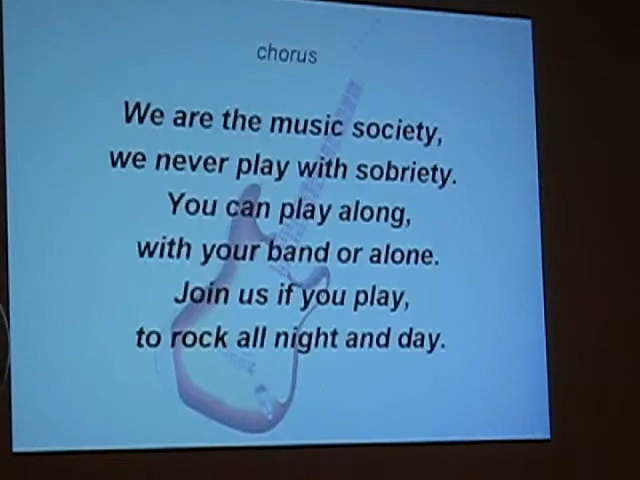 chorus
We are the music society,
we never play with sobriety.
You can play along,
with your band or alone.
Join us if you play,
to rock all night and day.